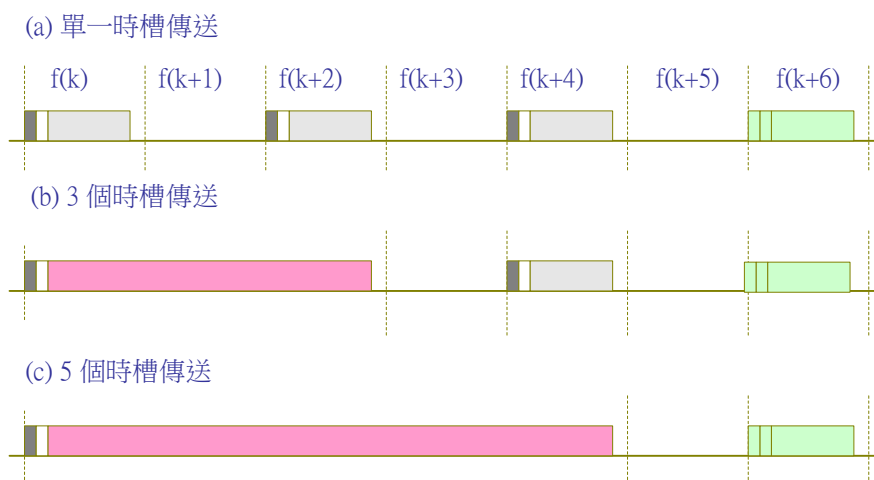 (a) 單一時槽傳送
f(k) f(k+1) f(k+2) f(k+3) f(k+4) f(k+5) f(k+6)
(b) 3 個時槽傳送
(c) 5 個時槽傳送